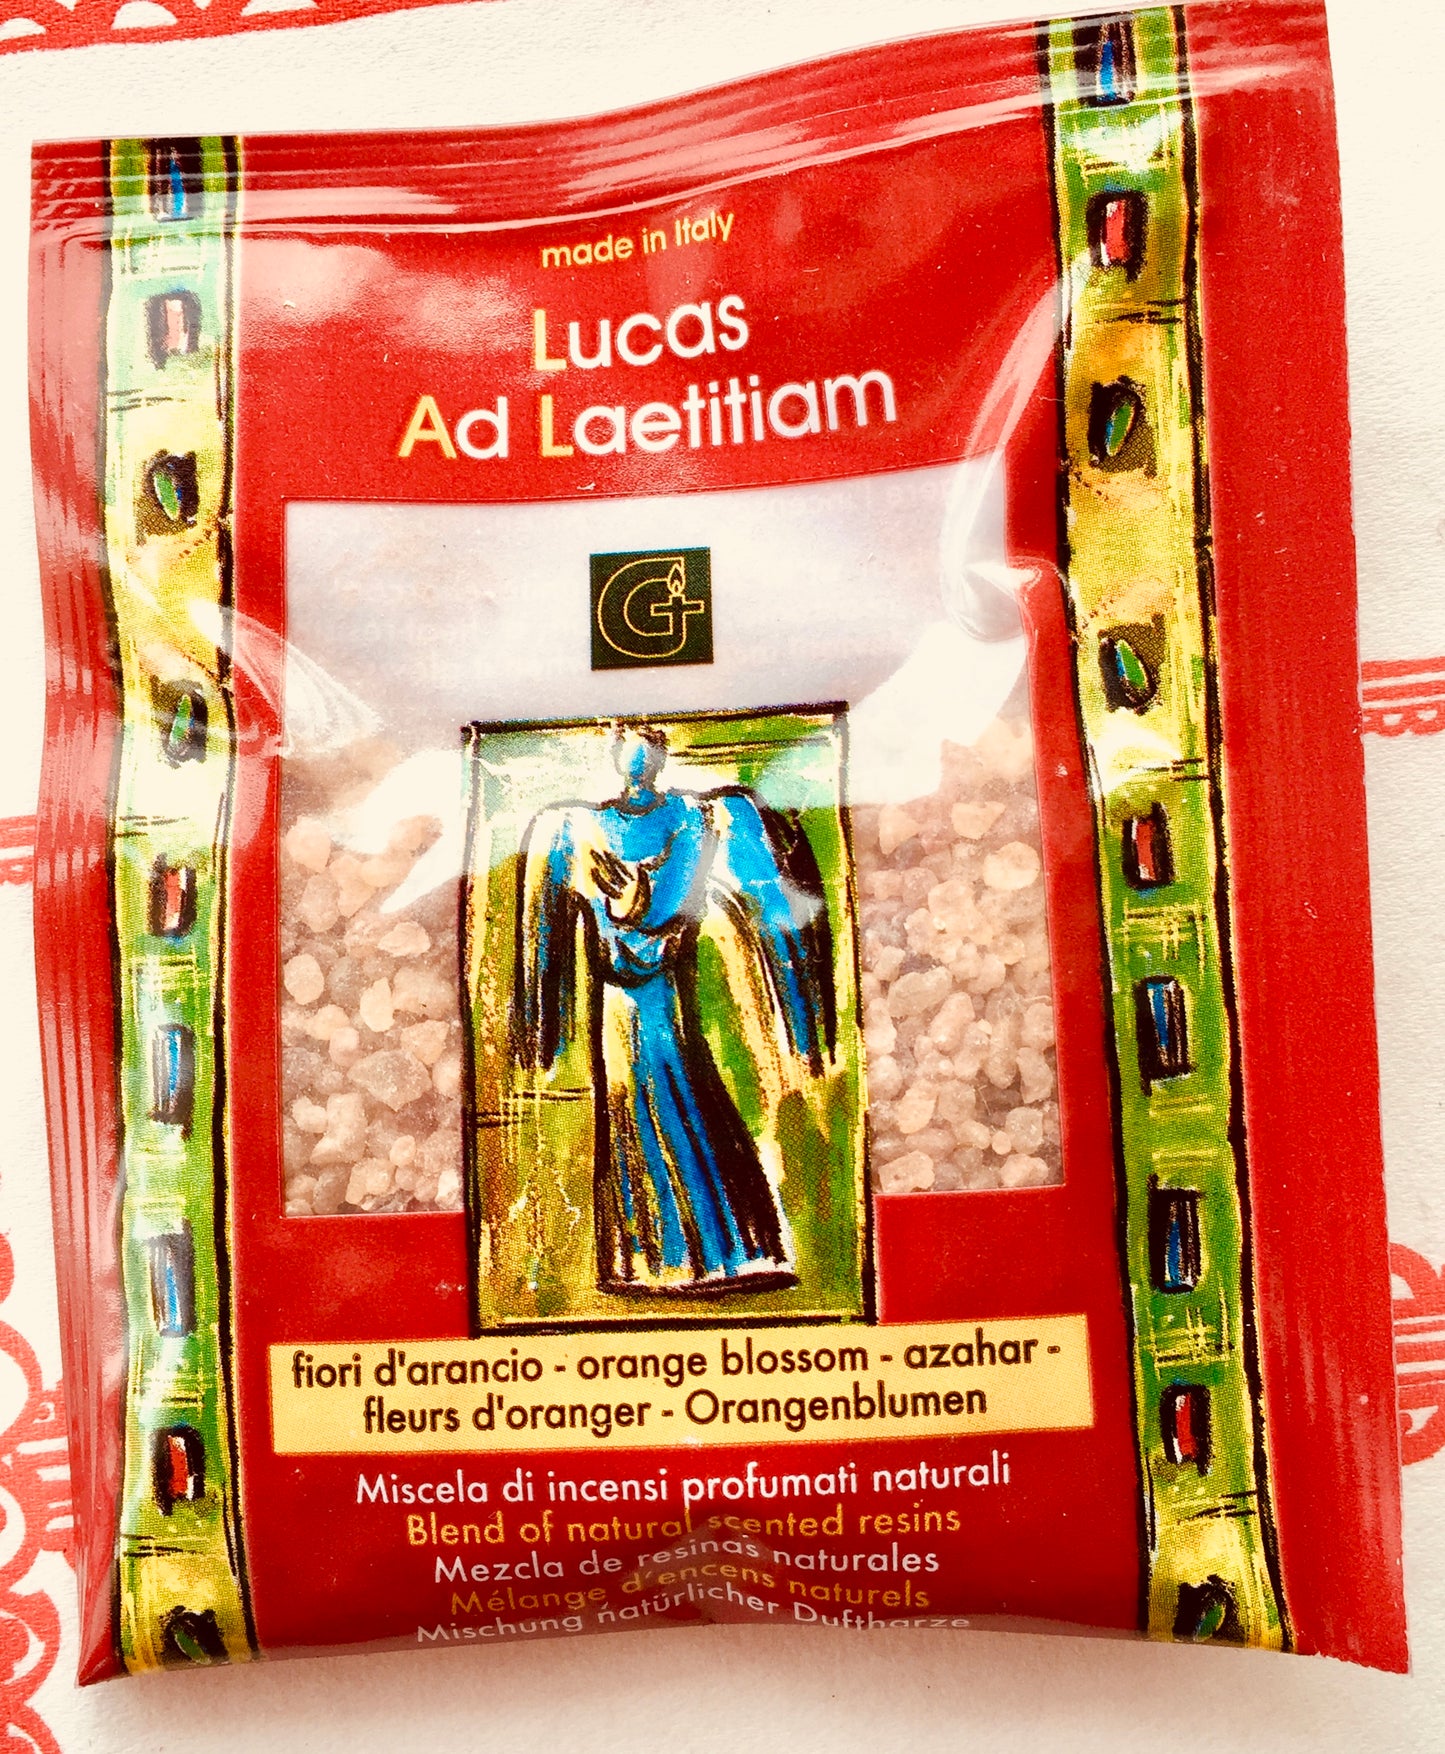 made in Italy
Lucas
Ad Laetitiam
fiori d'arancio - orange blossom - azahar -
fleurs d'oranger - Orangenblumen
Miscela di incensi profumati naturali
Blend of natural scented resins
Mezcla de resinas naturales
Mélange d'encens naturels
Mischung natürlicher Duftharze